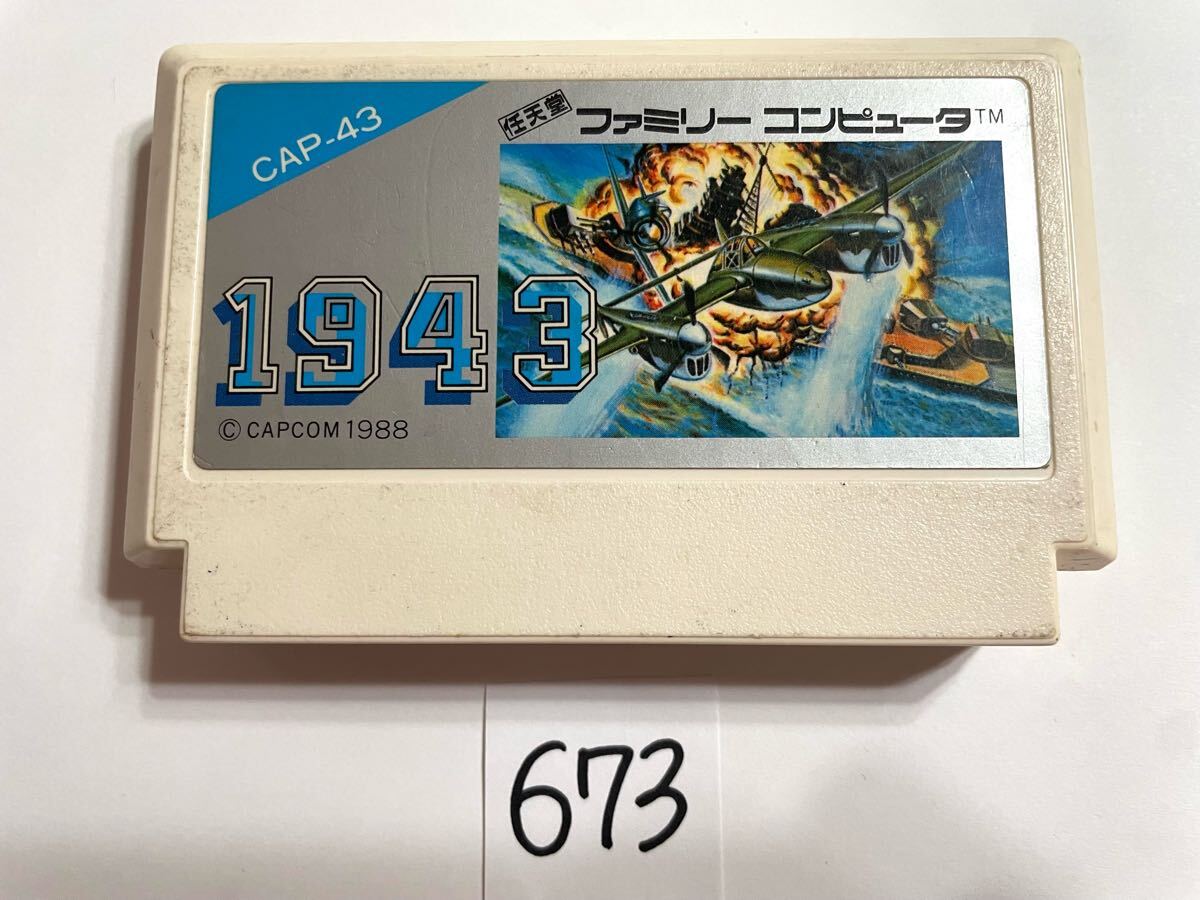 CAP-43
任天堂 ファミリー コンピュータ™
1943
© CAPCOM 1988
673